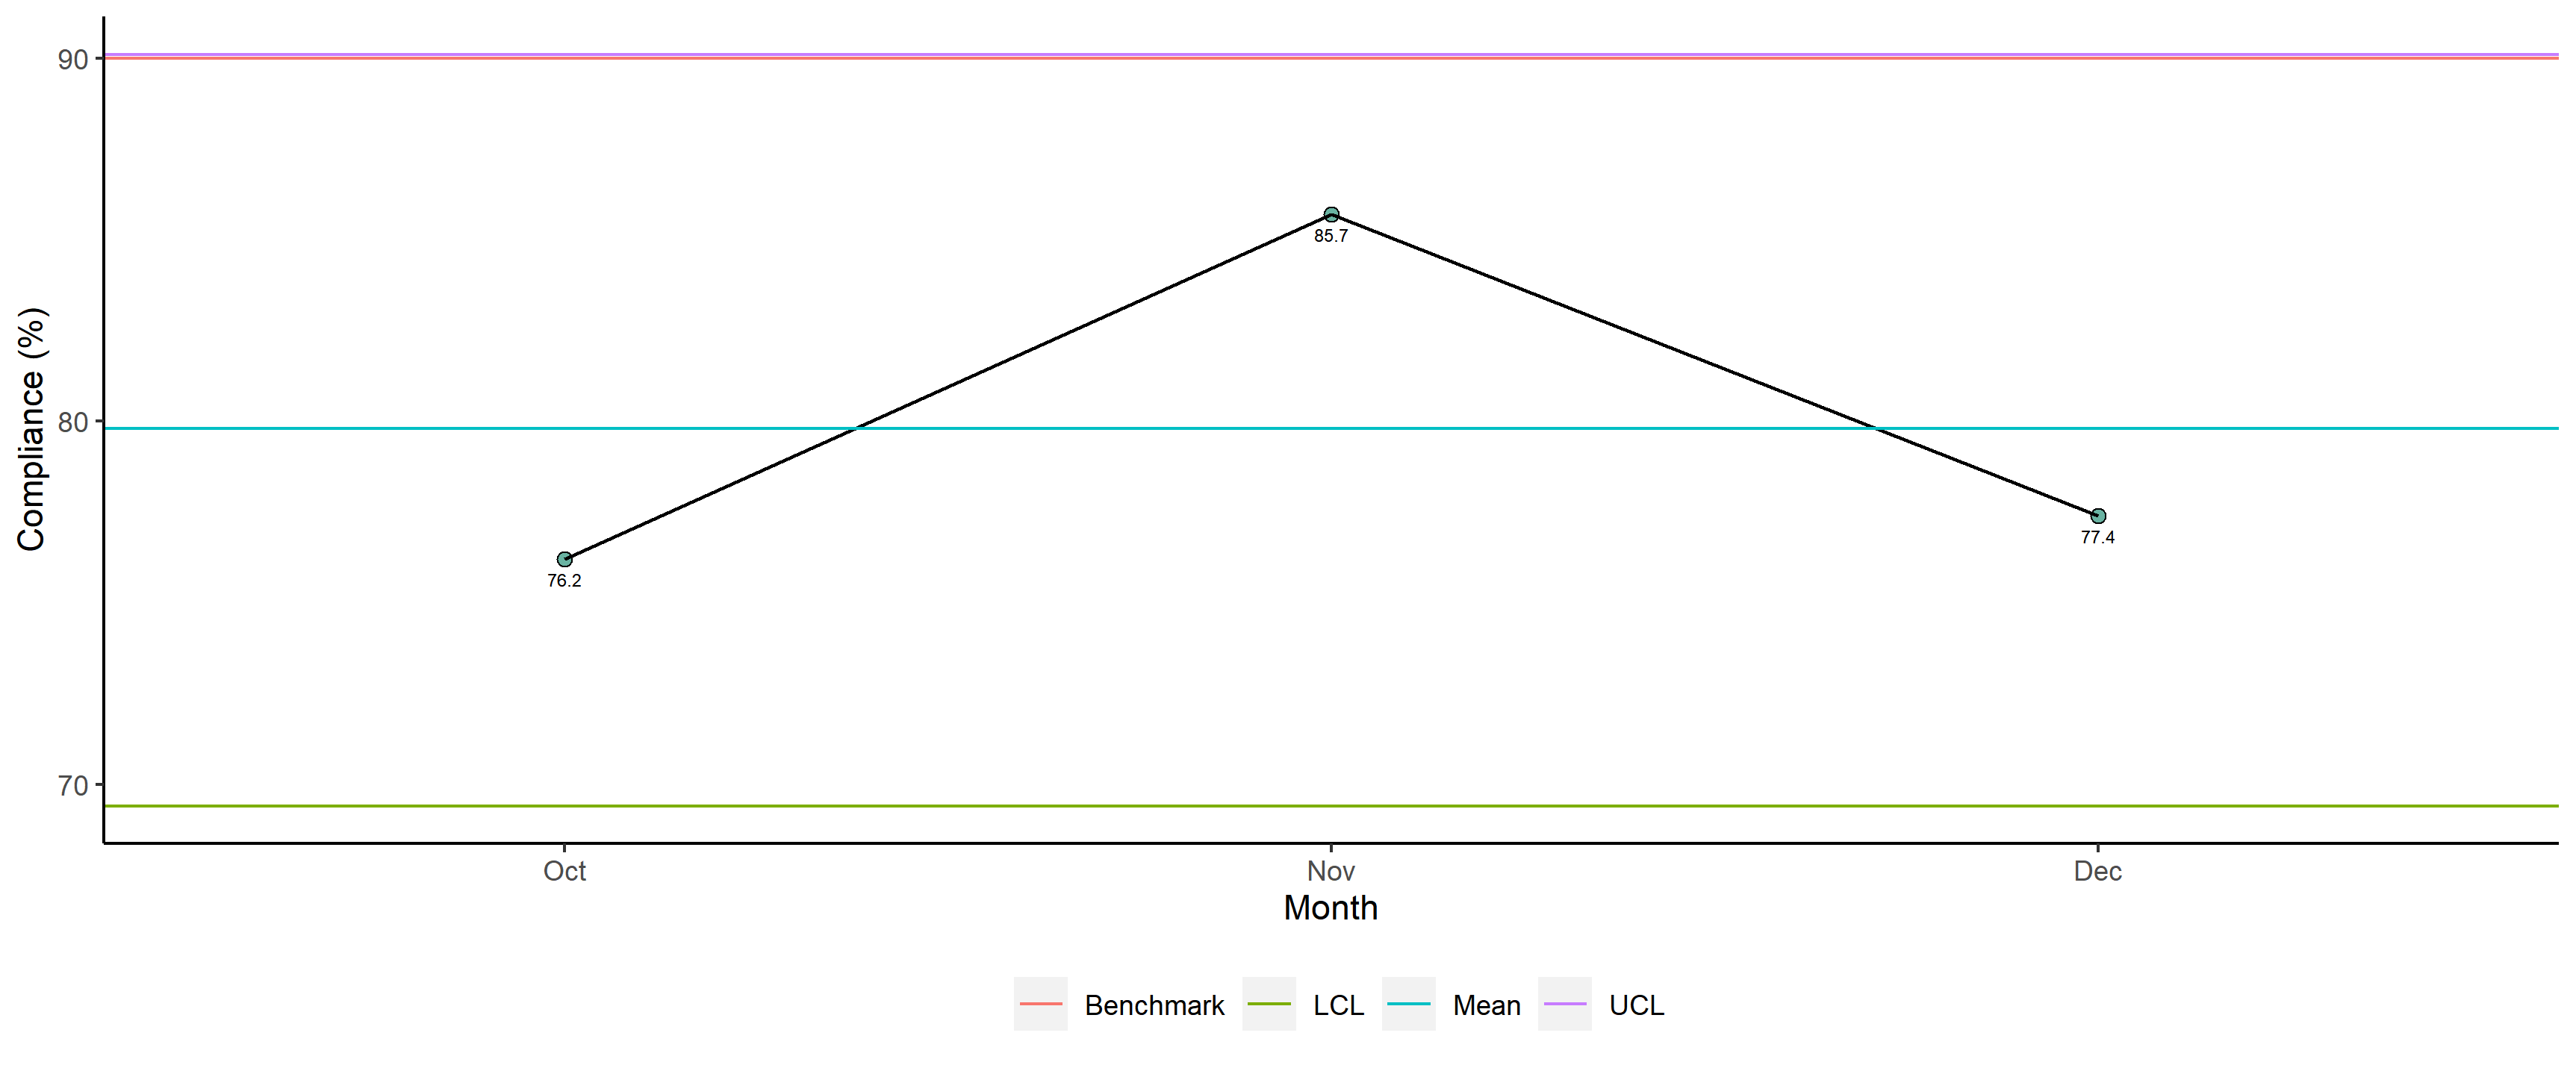 90
80
70
Compliance (%)
76.2
85.7
77.4
Oct
Nov
Dec
Month
Benchmark
LCL
Mean
UCL